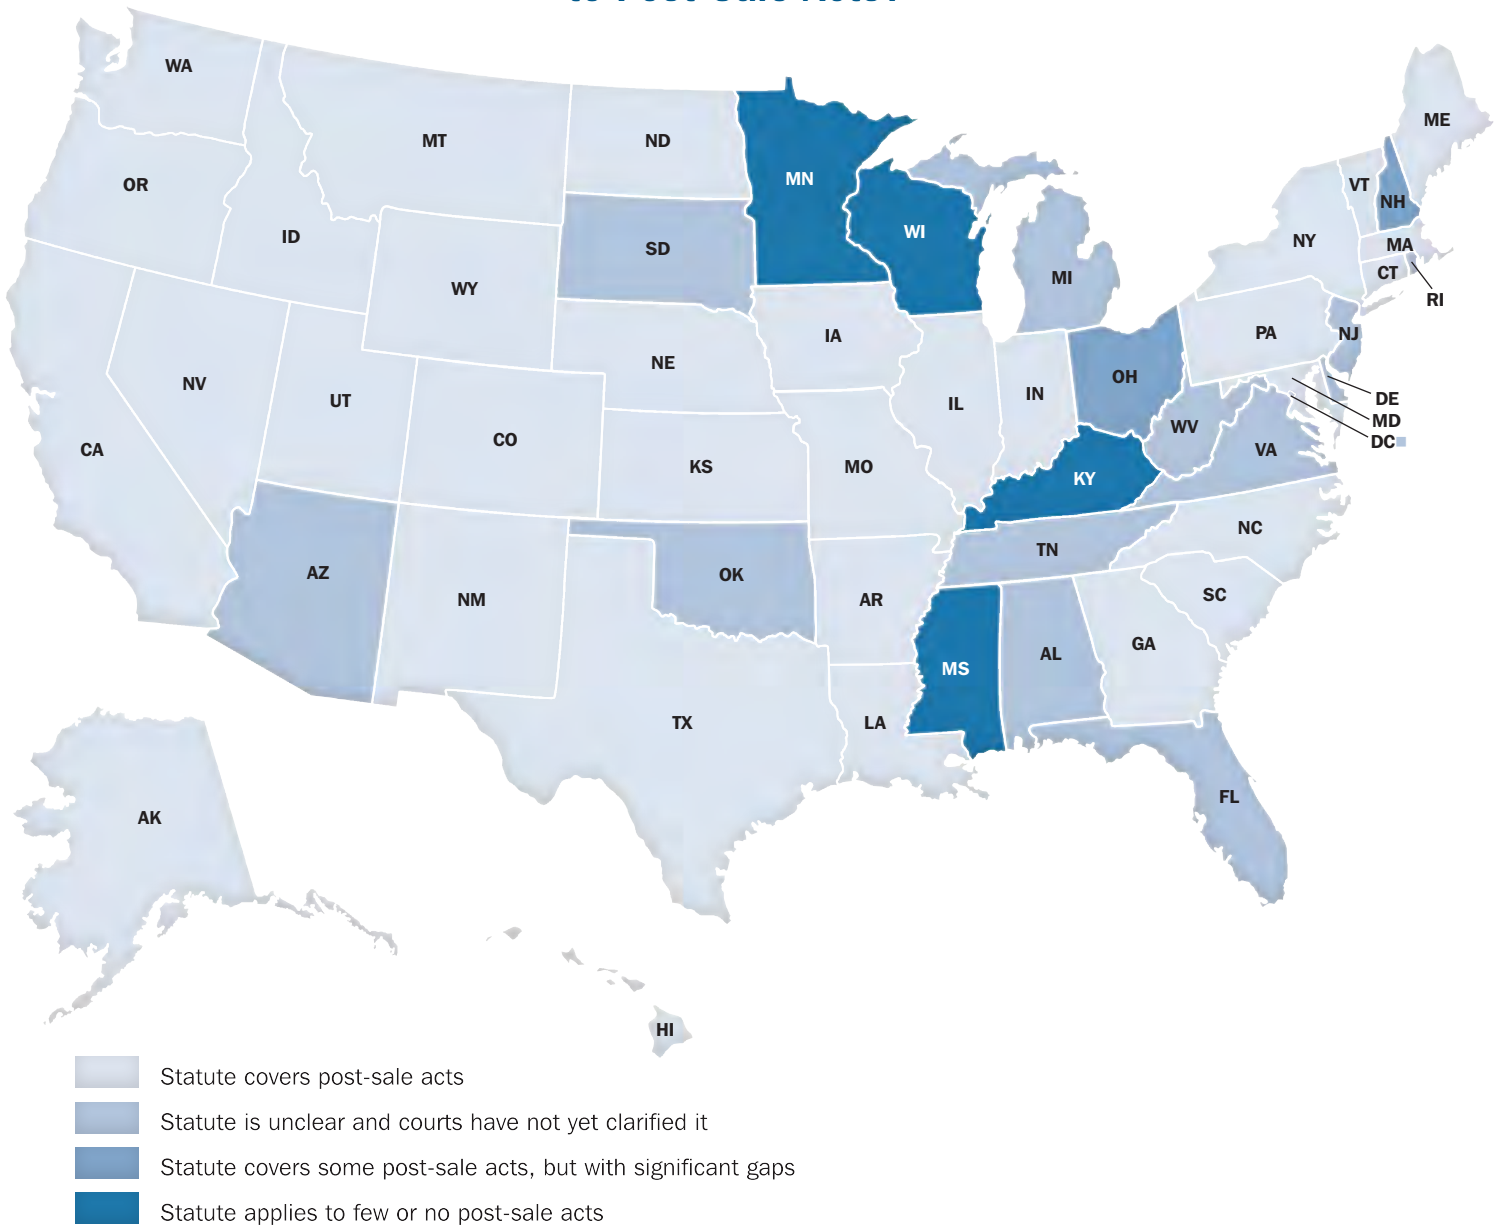 WA
MT
ND
MN
ME
OR
ID
SD
WI
VT
NH
NY
MA
CT
RI
WY
MI
IA
PA
NJ
NE
NV
UT
OH
IN
IL
DE
MD
DC
WV
VA
CA
CO
KS
MO
KY
NC
AZ
OK
TN
NM
AR
SC
GA
MS
AL
TX
LA
FL
AK
HI
Statute covers post-sale acts
Statute is unclear and courts have not yet clarified it
Statute covers some post-sale acts, but with significant gaps
Statute applies to few or no post-sale acts